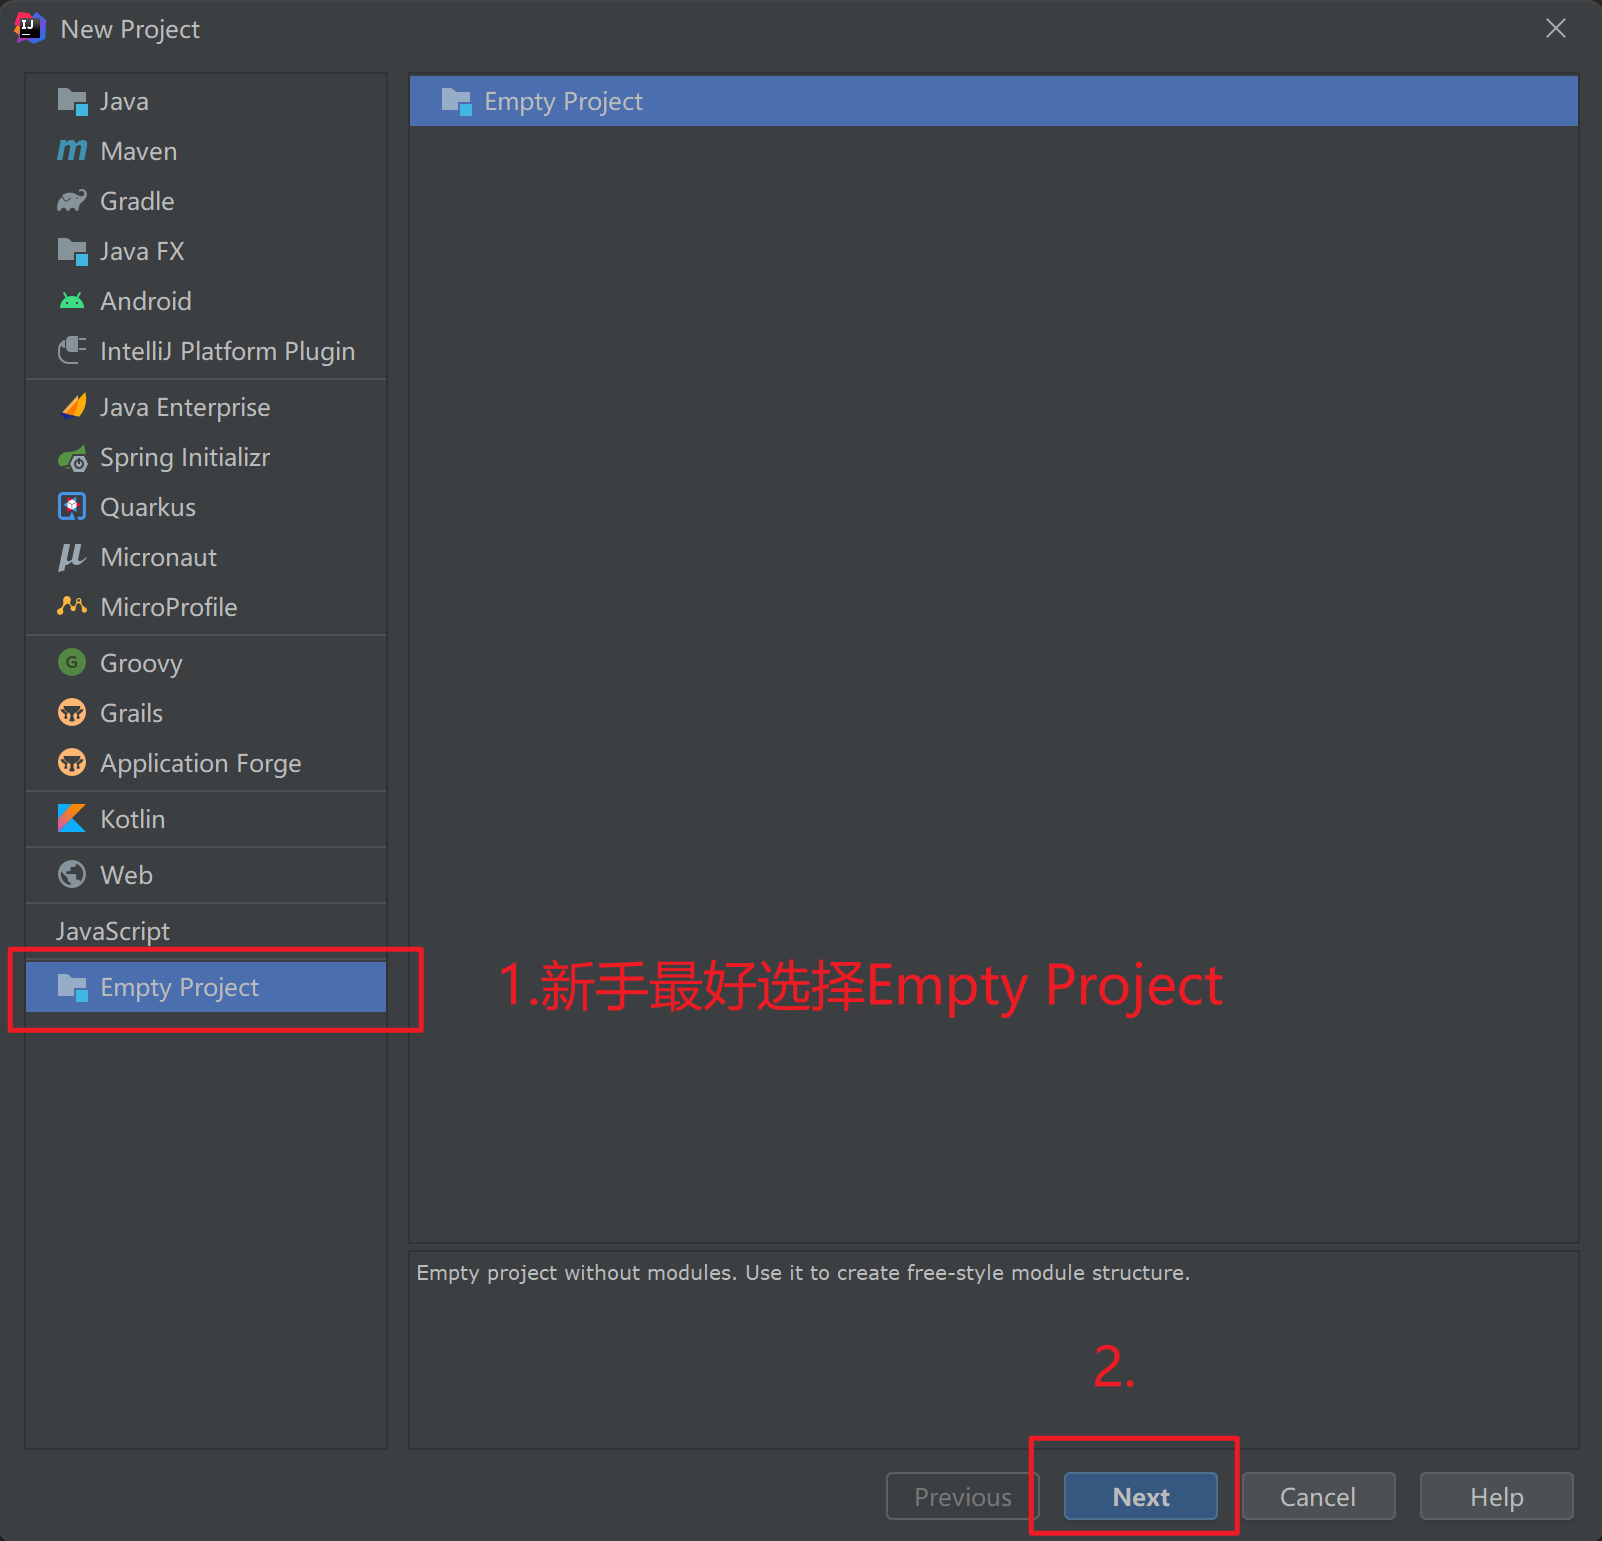 New Project
Java
Maven
Gradle
Java FX
Android
IntelliJ Platform Plugin
Java Enterprise
Spring Initializr
Quarkus
Micronaut
MicroProfile
Groovy
Grails
Application Forge
Kotlin
Web
JavaScript
Empty Project
Empty Project
1.新手最好选择Empty Project
Empty project without modules. Use it to create free-style module structure.
2.
Previous
Next
Cancel
Help